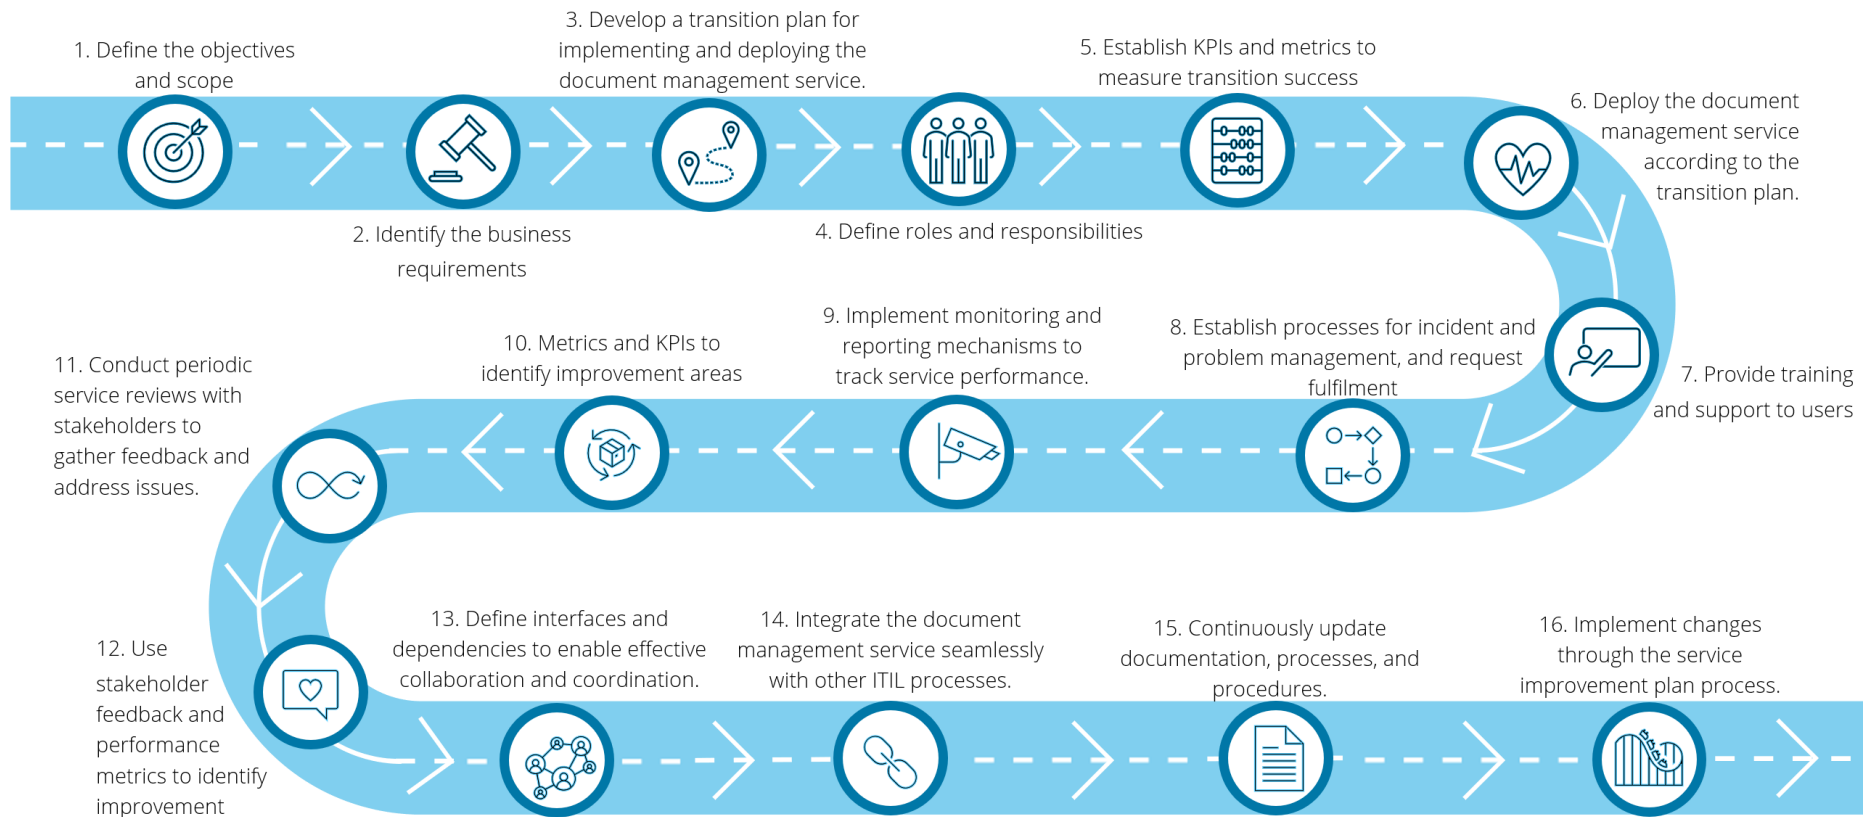 1. Define the objectives
and scope
2. Identify the business
requirements
3. Develop a transition plan for
implementing and deploying the
document management service.
4. Define roles and responsibilities
5. Establish KPIs and metrics to
measure transition success
6. Deploy the document
management service
according to the
transition plan.
7. Provide training
and support to users
8. Establish processes for incident and
problem management, and request
fulfilment
9. Implement monitoring and
reporting mechanisms to
track service performance.
10. Metrics and KPIs to
identify improvement areas
11. Conduct periodic
service reviews with
stakeholders to
gather feedback and
address issues.
12. Use
stakeholder
feedback and
performance
metrics to identify
improvement
13. Define interfaces and
dependencies to enable effective
collaboration and coordination.
14. Integrate the document
management service seamlessly
with other ITIL processes.
15. Continuously update
documentation, processes, and
procedures.
16. Implement changes
through the service
improvement plan process.